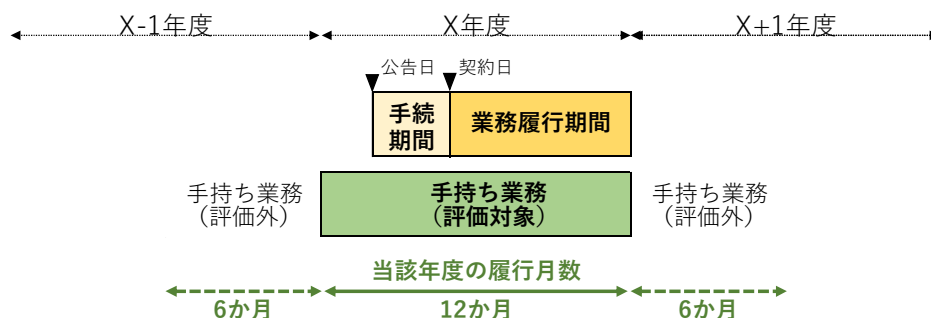 X-1年度 X年度 X+1年度
公告日 契約日
手続
期間
業務履行期間
手持ち業務
（評価外）
手持ち業務
（評価対象）
手持ち業務
（評価外）
当該年度の履行月数
6か月 12か月 6か月